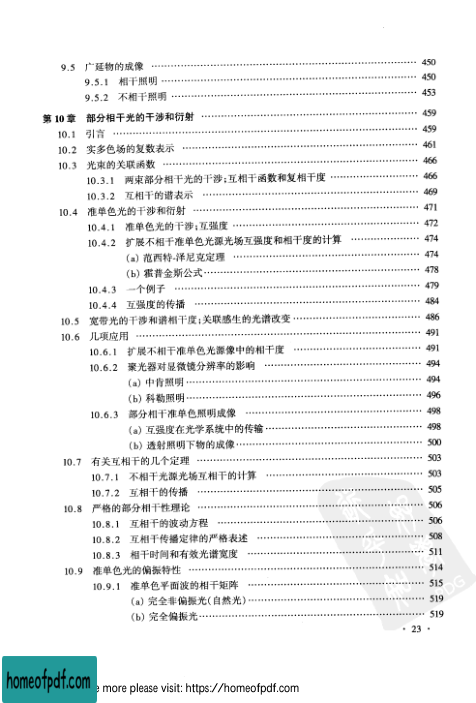 9.5 广延物的成像 …… 450
9.5.1 相干照明 …… 450
9.5.2 不相干照明 …… 453
第10章 部分相干光的干涉和衍射 …… 459
10.1 引言 …… 459
10.2 实多色场的复数表示 …… 461
10.3 光束的关联函数 …… 466
10.3.1 两束部分相干光的干涉;互相干函数和复相干度 …… 466
10.3.2 互相干的谱表示 …… 469
10.4 准单色光的干涉和衍射 …… 471
10.4.1 准单色光的干涉;互强度 …… 472
10.4.2 扩展不相干准单色光源光场互强度和相干度的计算 …… 474
(a) 范西特-泽尼克定理 …… 474
(b) 霍普金斯公式 …… 478
10.4.3 一个例子 …… 479
10.4.4 互强度的传播 …… 484
10.5 宽带光的干涉和谱相干度;关联感生的光谱改变 …… 486
10.6 几项应用 …… 491
10.6.1 扩展不相干准单色光源像中的相干度 …… 491
10.6.2 聚光器对显微镜分辨率的影响 …… 494
(a) 中肯照明 …… 494
(b) 科勒照明 …… 496
10.6.3 部分相干准单色照明成像 …… 498
(a) 互强度在光学系统中的传输 …… 498
(b) 透射照明下物的成像 …… 500
10.7 有关互相干的几个定理 …… 503
10.7.1 不相干光源光场互相干的计算 …… 503
10.7.2 互相干的传播 …… 505
10.8 严格的部分相干性理论 …… 506
10.8.1 互相干的波动方程 …… 506
10.8.2 互相干传播定律的严格表述 …… 508
10.8.3 相干时间和有效光谱宽度 …… 511
10.9 准单色光的偏振特性 …… 514
10.9.1 准单色平面波的相干矩阵 …… 515
(a) 完全非偏振光(自然光) …… 519
(b) 完全偏振光 …… 519
· 23 ·
homeofpdf.com
e more please visit: https://homeofpdf.com